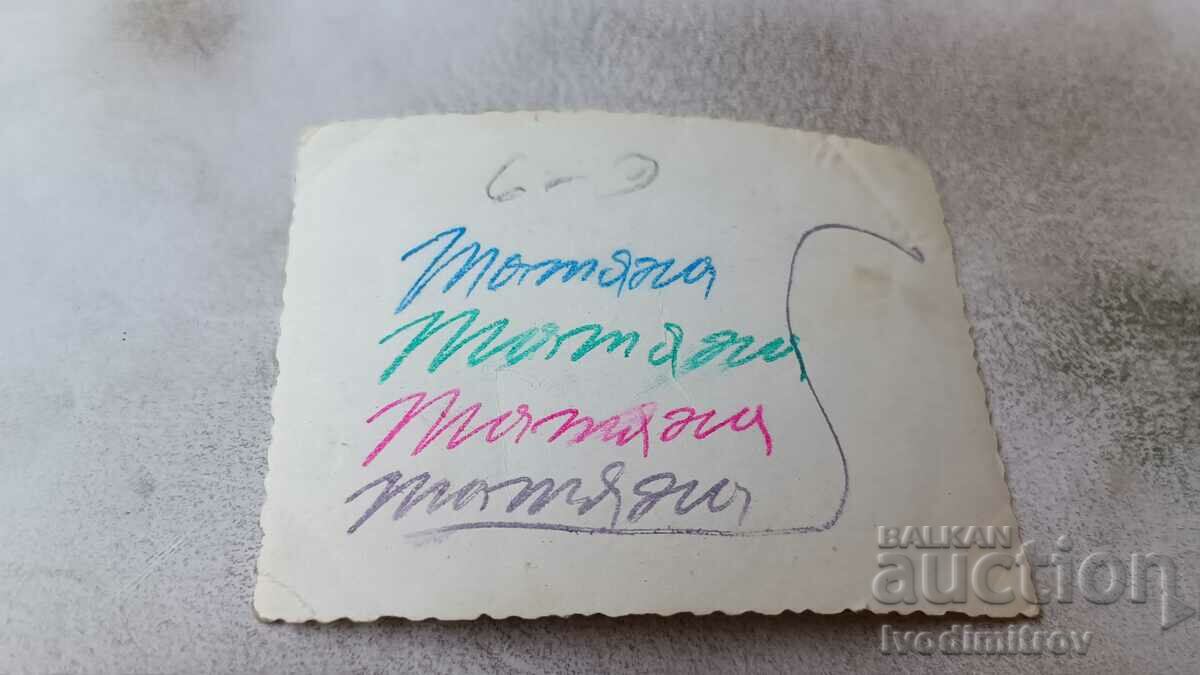 6-9
Татяна
Татяна
Татяна
Татяна
BALKAN
auction
Ivodimitrov